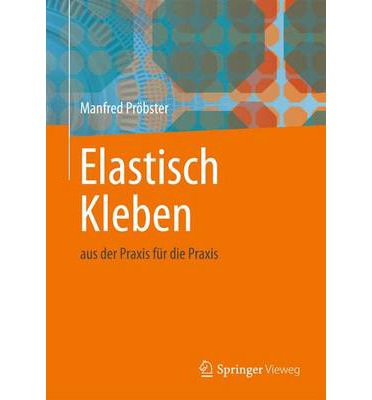 Manfred Pröbster
Elastisch
Kleben
aus der Praxis für die Praxis
Springer Vieweg